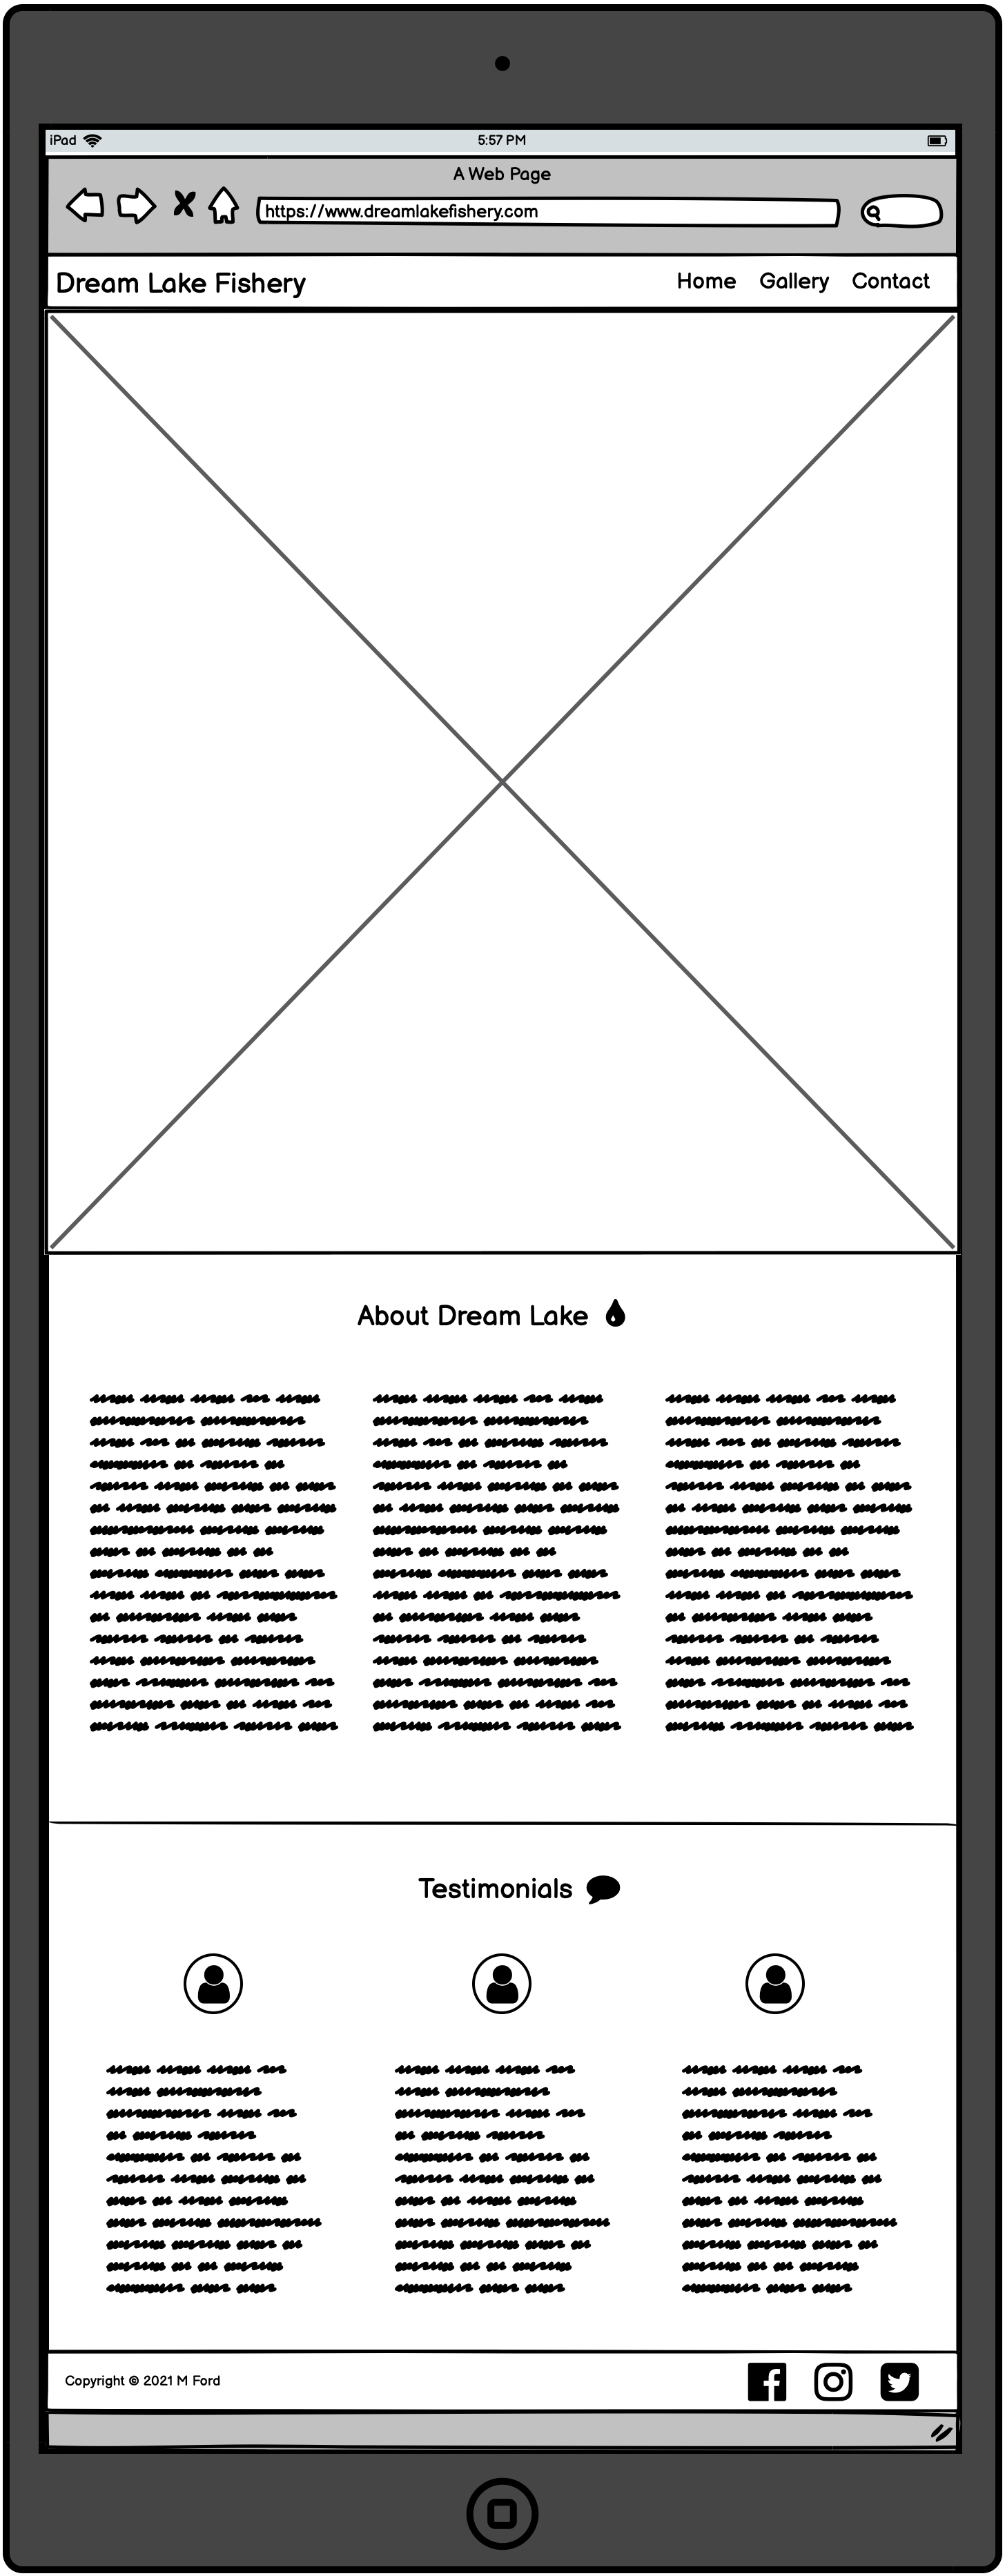 iPad
5:57 PM
A Web Page
https://www.dreamlakefishery.com
Dream Lake Fishery
Home Gallery Contact
About Dream Lake
Testimonials
Copyright © 2021 M Ford